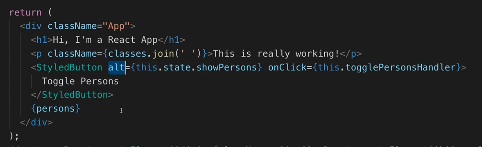 return (
<div className="App">
<h1>Hi, I'm a React App</h1>
<p className={classes.join(' ')}>This is really working!</p>
<StyledButton alt={this.state.showPersons} onClick={this.togglePersonsHandler}>
Toggle Persons
</StyledButton>
{persons}
</div>
);